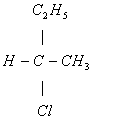 C₂H₅
|
H – C – CH₃
|
Cl